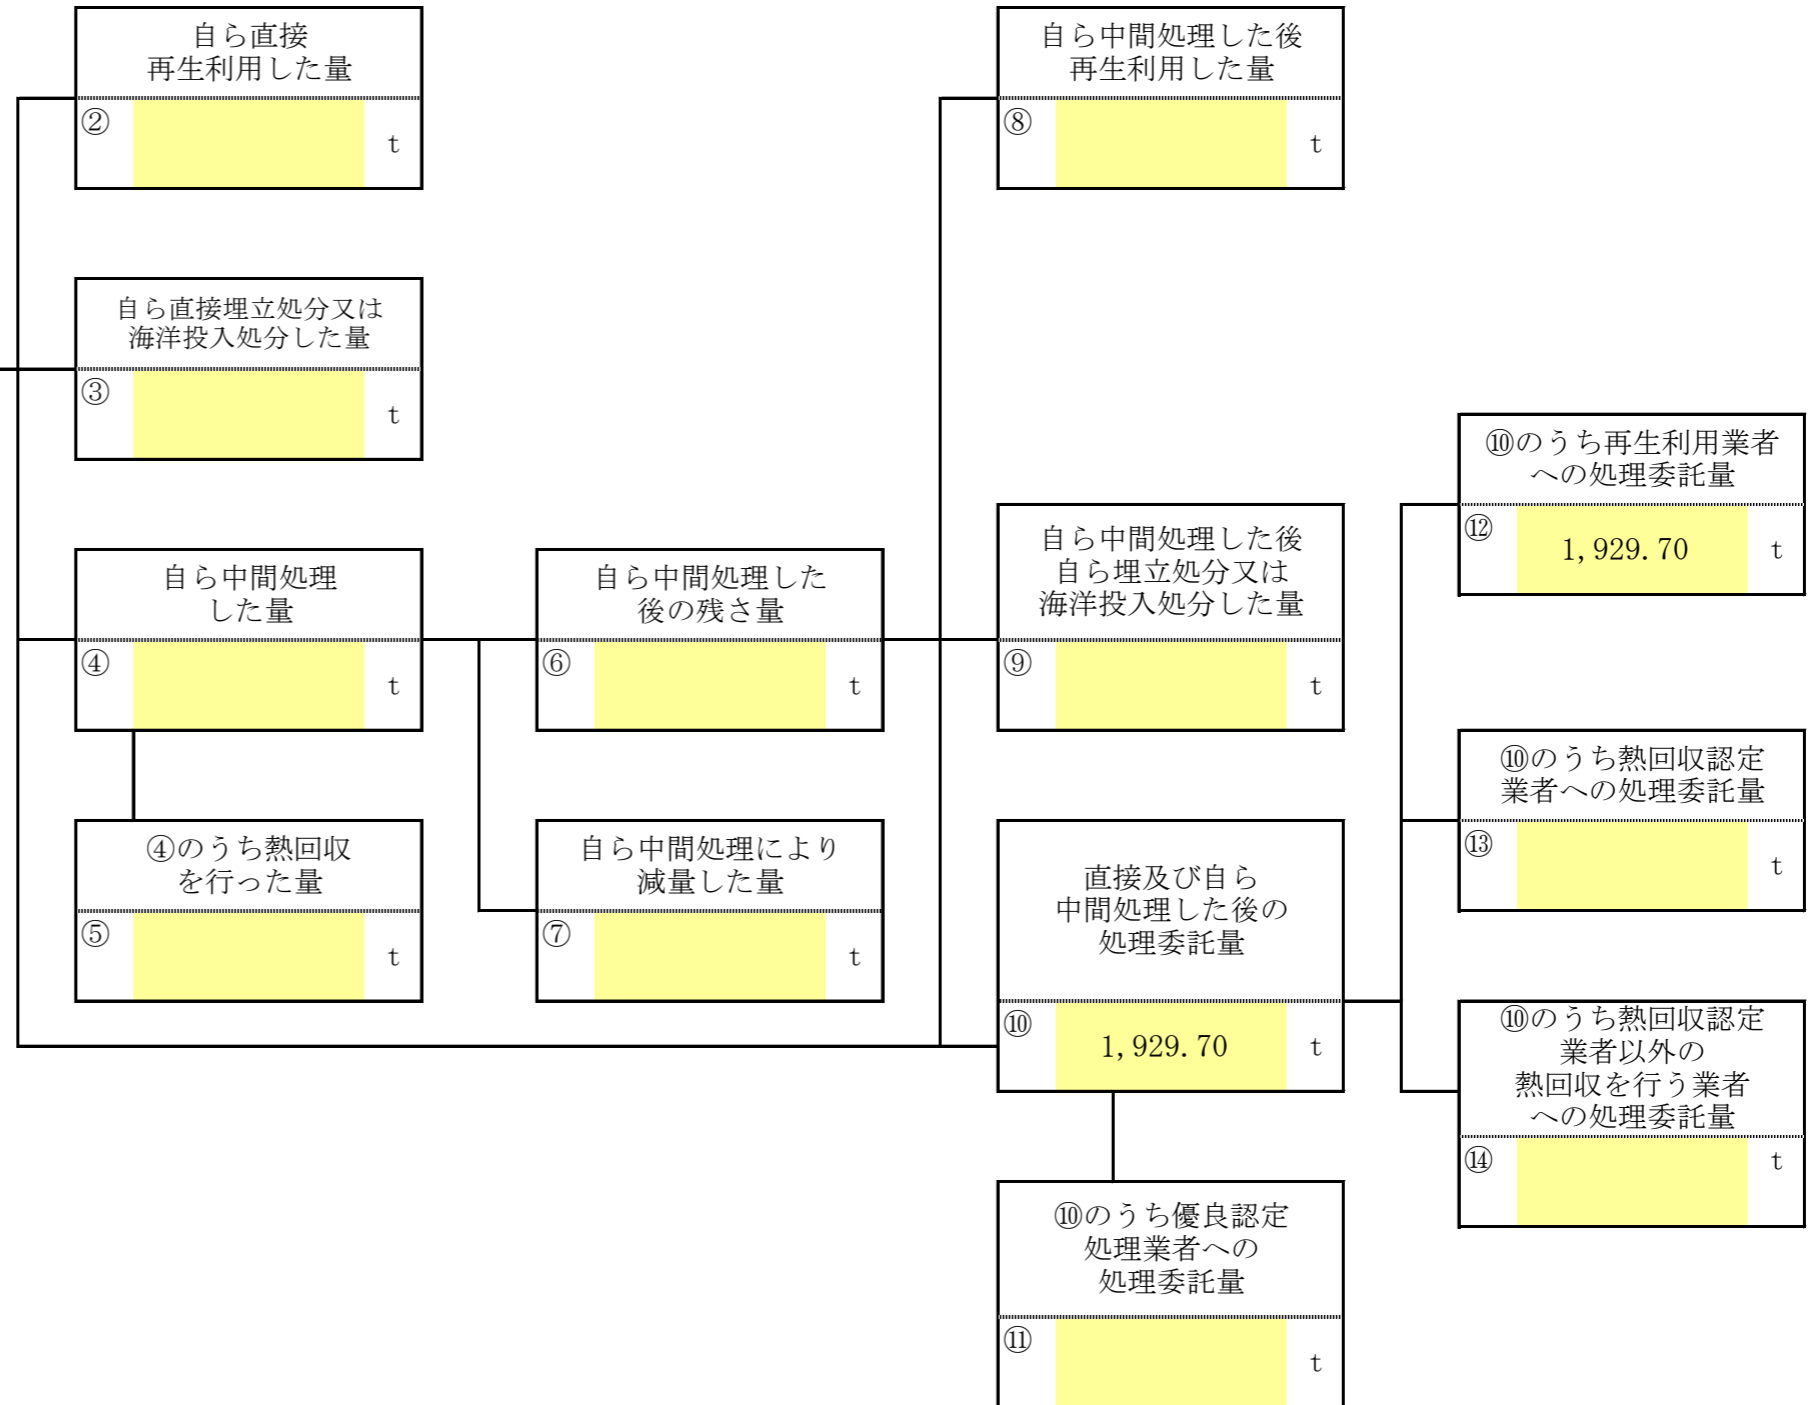 自ら直接
再生利用した量
②
t
自ら中間処理した後
再生利用した量
⑧
t
自ら直接埋立処分又は
海洋投入処分した量
③
t
⑩のうち再生利用業者
への処理委託量
⑫
1,929.70
t
自ら中間処理
した量
④
t
自ら中間処理した
後の残さ量
⑥
t
自ら中間処理した後
自ら埋立処分又は
海洋投入処分した量
⑨
t
⑩のうち熱回収認定
業者への処理委託量
⑬
t
④のうち熱回収
を行った量
⑤
t
自ら中間処理により
減量した量
⑦
t
直接及び自ら
中間処理した後の
処理委託量
⑩
1,929.70
t
⑩のうち熱回収認定
業者以外の
熱回収を行う業者
への処理委託量
⑭
t
⑩のうち優良認定
処理業者への
処理委託量
⑪
t